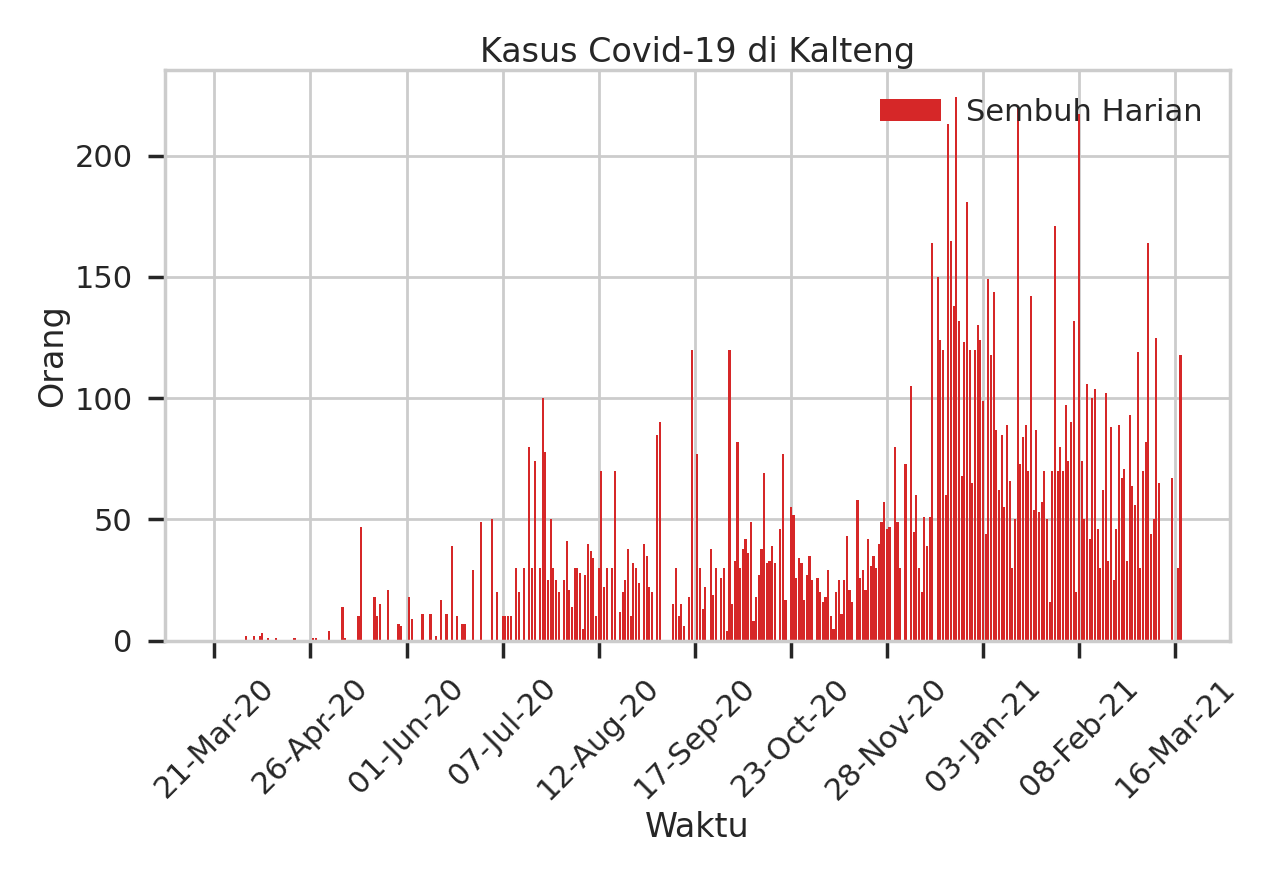 Kasus Covid-19 di Kalteng
Sembuh Harian
Orang
200
150
100
50
0
21-Mar-20
26-Apr-20
01-Jun-20
07-Jul-20
12-Aug-20
17-Sep-20
23-Oct-20
28-Nov-20
03-Jan-21
08-Feb-21
16-Mar-21
Waktu